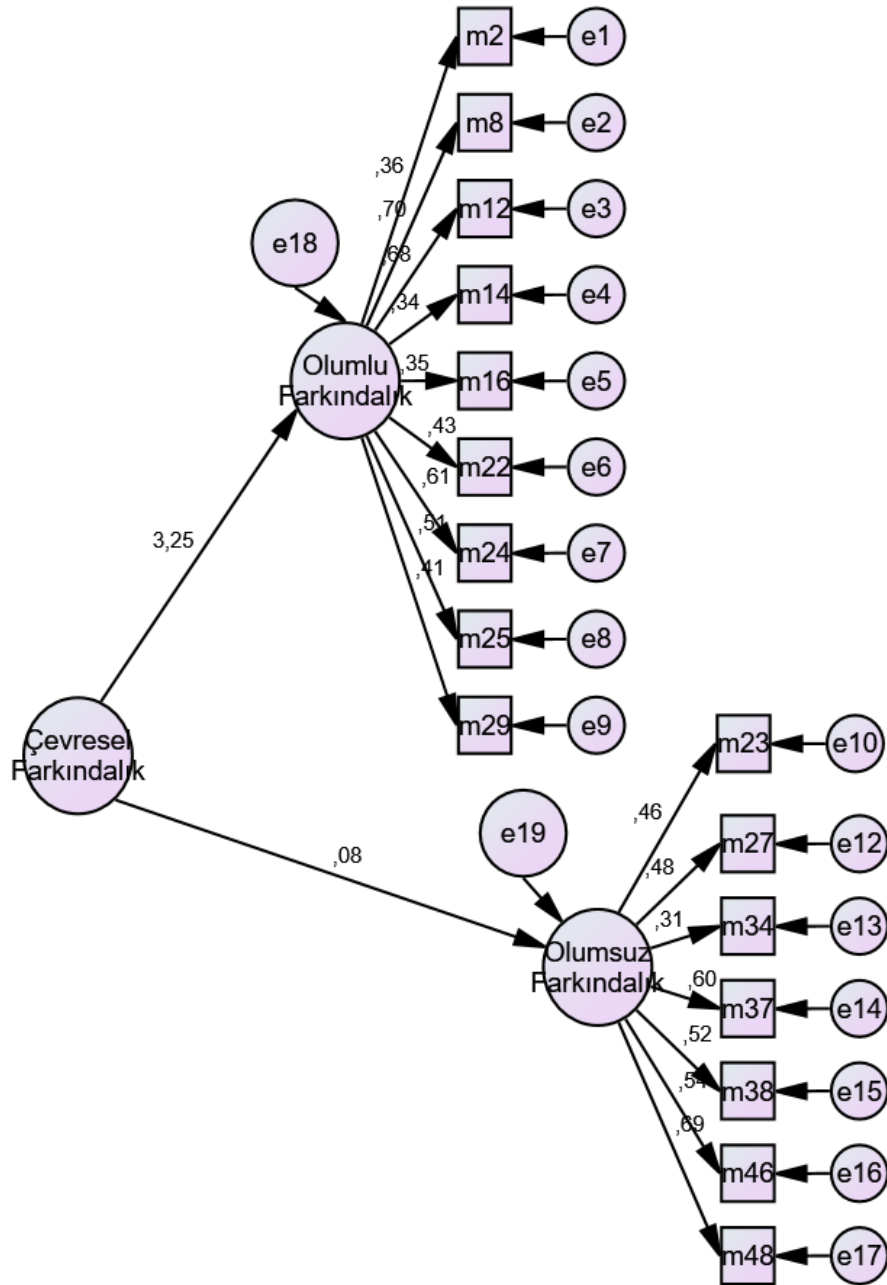 m2
e1
m8
e2
,36
,70
m12
e3
e18
,68
m14
e4
,34
Olumlu
Farkındalık
,35
m16
e5
,43
m22
e6
,61
,51
m24
e7
,41
m25
e8
3,25
m29
e9
Çevresel
Farkındalık
m23
e10
,46
e19
m27
e12
,08
,48
,31
m34
e13
Olumsuz
Farkındalık
,60
m37
e14
,52
,54
m38
e15
,69
m46
e16
m48
e17